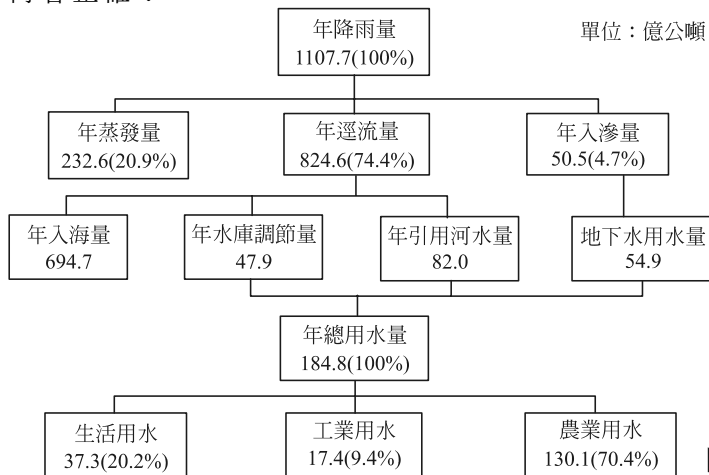 年降雨量
1107.7(100%)
單位：億公噸
年蒸發量
232.6(20.9%)
年逕流量
824.6(74.4%)
年入滲量
50.5(4.7%)
年入海量
694.7
年水庫調節量
47.9
年引用河水量
82.0
地下水用水量
54.9
年總用水量
184.8(100%)
生活用水
37.3(20.2%)
工業用水
17.4(9.4%)
農業用水
130.1(70.4%)